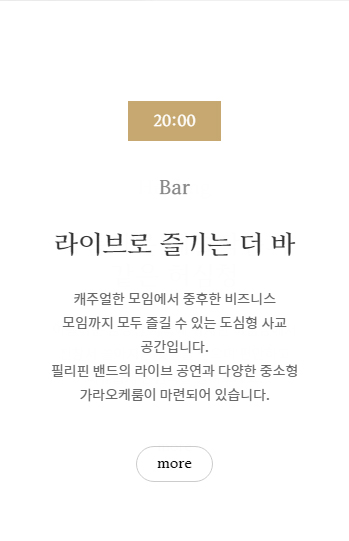 20:00
Bar
라이브로 즐기는 더 바
캐주얼한 모임에서 중후한 비즈니스
모임까지 모두 즐길 수 있는 도심형 사교
공간입니다.
필리핀 밴드의 라이브 공연과 다양한 중소형
가라오케룸이 마련되어 있습니다.
more